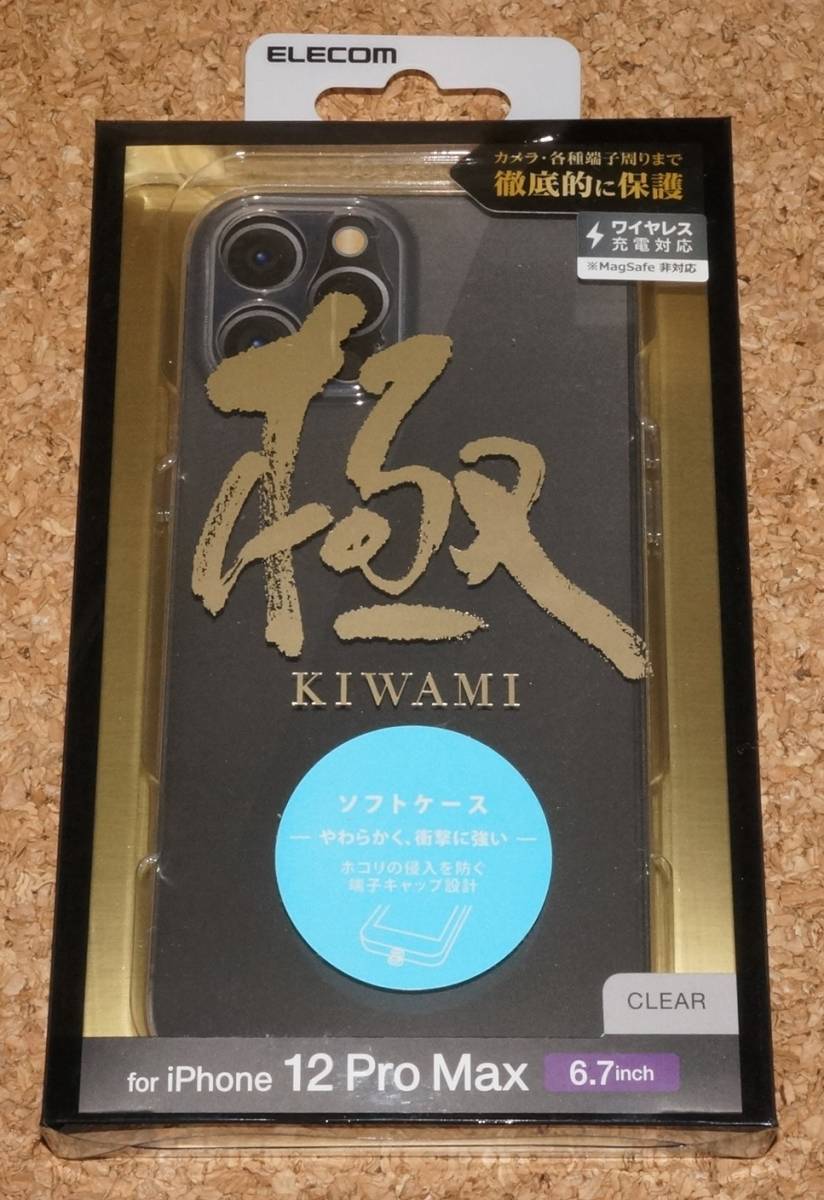 ELECOM
カメラ・各種端子周りまで
徹底的に保護
ワイヤレス
充電対応
※MagSafe 非対応
極
KIWAMI
ソフトケース
やわらかく、衝撃に強い
ホコリの侵入を防ぐ
端子キャップ設計
CLEAR
for iPhone 12 Pro Max 6.7inch